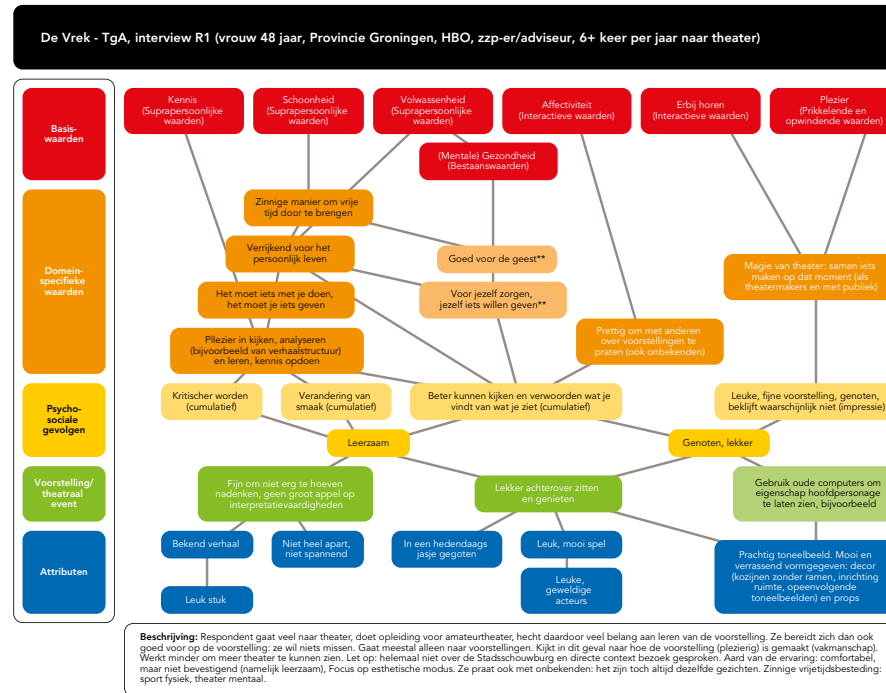 De Vrek - TgA, interview R1 (vrouw 48 jaar, Provincie Groningen, HBO, zzp-er/adviseur, 6+ keer per jaar naar theater)
Basis-
waarden
Kennis
(Suprapersoonlijke
waarden)
Schoonheid
(Suprapersoonlijke
waarden)
Volwassenheid
(Suprapersoonlijke
waarden)
Affectiviteit
(Interactieve waarden)
Erbij horen
(Interactieve waarden)
Plezier
(Prikkelende en
opwindende waarden)
(Mentale) Gezondheid
(Bestaanswaarden)
Domein-
specifieke
waarden
Zinnige manier om vrije
tijd door te brengen
Verrijkend voor het
persoonlijk leven
Goed voor de geest**
Magie van theater: samen iets
maken op dat moment (als
theatermakers en met publiek)
Het moet iets met je doen,
het moet je iets geven
Voor jezelf zorgen,
jezelf iets willen geven**
Pllezier in kijken, analyseren
(bijvoorbeeld van verhaalstructuur)
en leren, kennis opdoen
Prettig om met anderen
over voorstellingen te
praten (ook onbekenden)
Psycho-
sociale
gevolgen
Kritischer worden
(cumulatief)
Verandering van
smaak (cumulatief)
Beter kunnen kijken en verwoorden wat je
vindt van wat je ziet (cumulatief)
Leuke, fijne voorstelling, genoten,
beklijft waarschijnlijk niet (impressie)
Leerzaam
Genoten, lekker
Voorstelling/
theatraal
event
Fijn om niet erg te hoeven
nadenken, geen groot appel op
interpretatievaardigheden
Lekker achterover zitten
en genieten
Gebruik oude computers om
eigenschap hoofdpersonage
te laten zien, bijvoorbeeld
Attributen
Bekend verhaal
Niet heel apart,
niet spannend
In een hedendaags
jasje gegoten
Leuk, mooi spel
Prachtig toneelbeeld. Mooi en
verrassend vormgegeven: decor
(kozijnen zonder ramen, inrichting
ruimte, opeenvolgende
toneelbeelden) en props
Leuk stuk
Leuke,
geweldige
acteurs
Beschrijving: Respondent gaat veel naar theater, doet opleiding voor amateurtheater, hecht daardoor veel belang aan leren van de voorstelling. Ze bereidt zich dan ook
goed voor op de voorstelling: ze wil niets missen. Gaat meestal alleen naar voorstellingen. Kijkt in dit geval naar hoe de voorstelling (plezierig) is gemaakt (vakmanschap).
Werkt minder om meer theater te kunnen zien. Let op: helemaal niet over de Stadsschouwburg en directe context bezoek gesproken. Aard van de ervaring: comfortabel,
maar niet bevestigend (namelijk leerzaam), Focus op esthetische modus. Ze praat ook met onbekenden: het zijn toch altijd dezelfde gezichten. Zinnige vrijetijdsbesteding:
sport fysiek, theater mentaal.